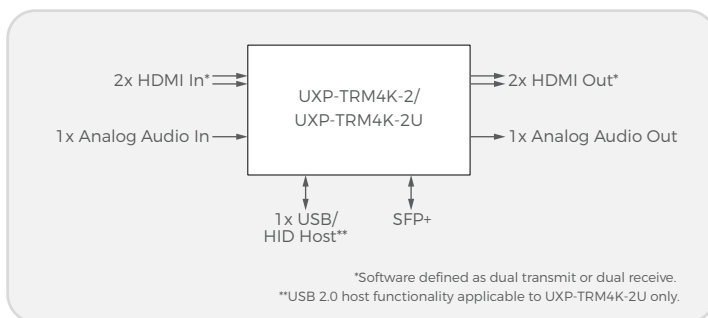 2x HDMI In*
1x Analog Audio In
UXP-TRM4K-2/
UXP-TRM4K-2U
2x HDMI Out*
1x Analog Audio Out
1x USB/
HID Host**
SFP+
*Software defined as dual transmit or dual receive.
**USB 2.0 host functionality applicable to UXP-TRM4K-2U only.